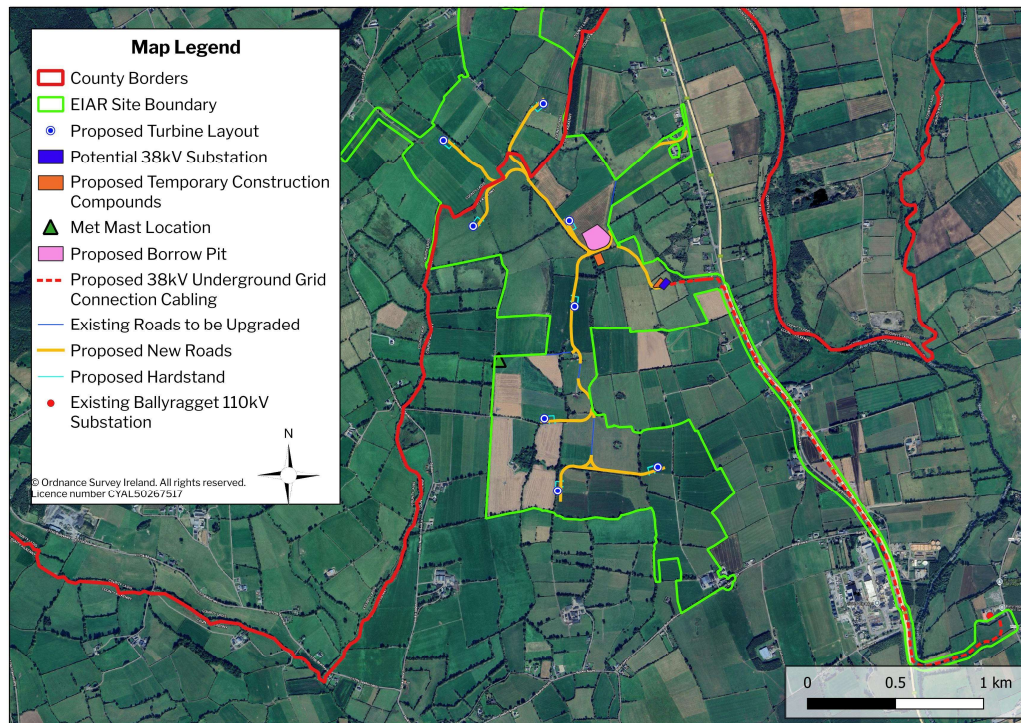 Map Legend
County Borders
EIAR Site Boundary
Proposed Turbine Layout
Potential 38kV Substation
Proposed Temporary Construction
Compounds
Met Mast Location
Proposed Borrow Pit
Proposed 38kV Underground Grid
Connection Cabling
Existing Roads to be Upgraded
Proposed New Roads
Proposed Hardstand
Existing Ballyragget 110kV
Substation
N
© Ordnance Survey Ireland. All rights reserved.
Licence number CYAL50267517
0 0.5 1 km